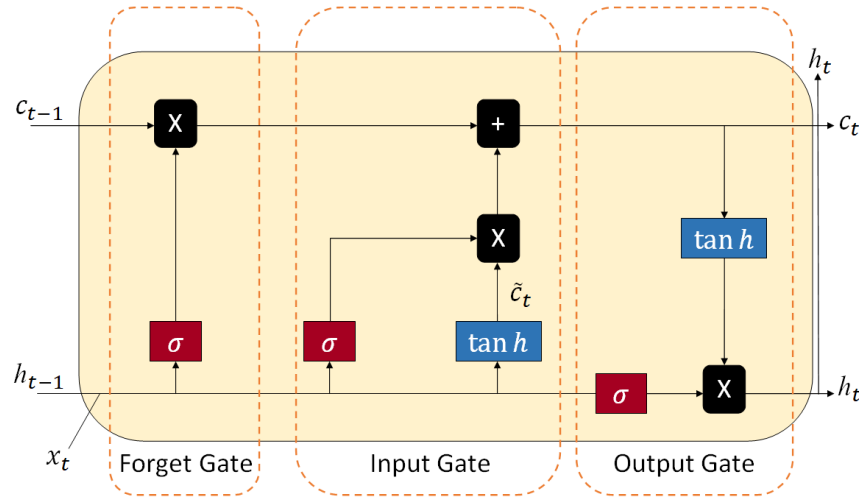 h_t
c_{t-1}
X
+
c_t
X
tan h
c̃_t
σ
σ
tan h
h_{t-1}
σ
X
h_t
x_t
Forget Gate
Input Gate
Output Gate